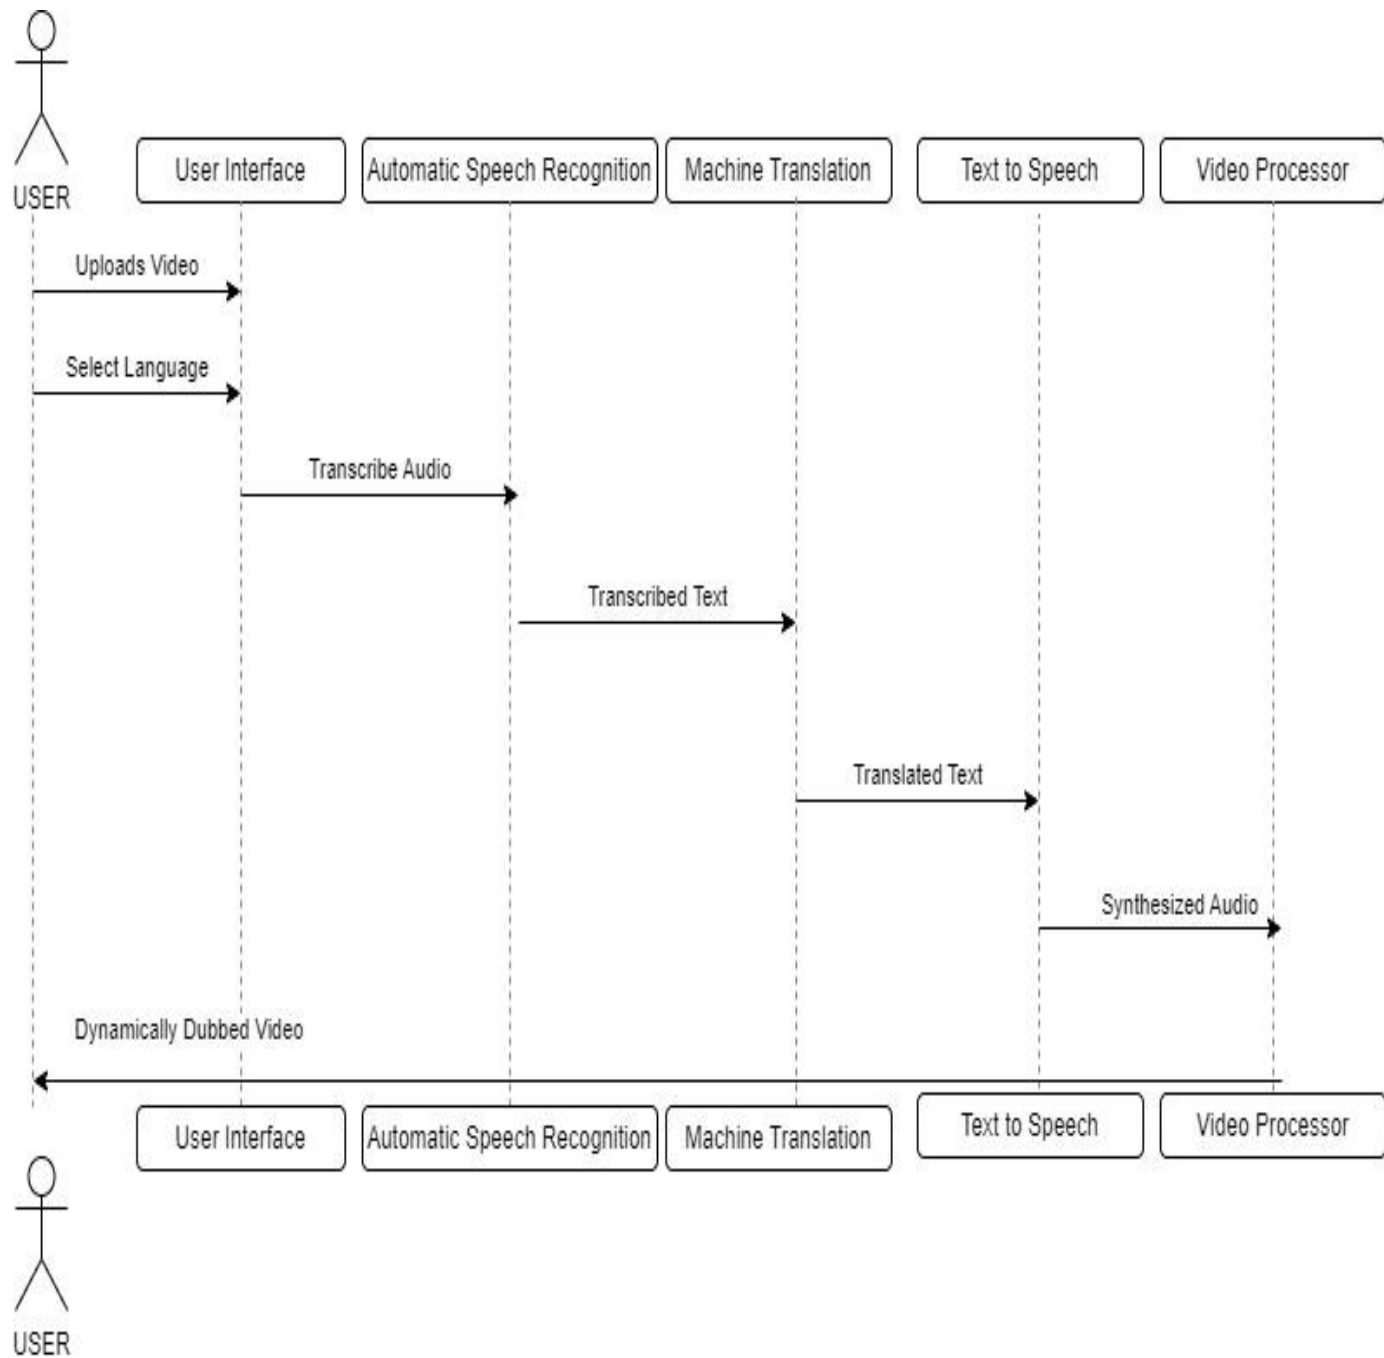 USER
User Interface
Automatic Speech Recognition
Machine Translation
Text to Speech
Video Processor
Uploads Video
Select Language
Transcribe Audio
Transcribed Text
Translated Text
Synthesized Audio
Dynamically Dubbed Video
User Interface
Automatic Speech Recognition
Machine Translation
Text to Speech
Video Processor
USER